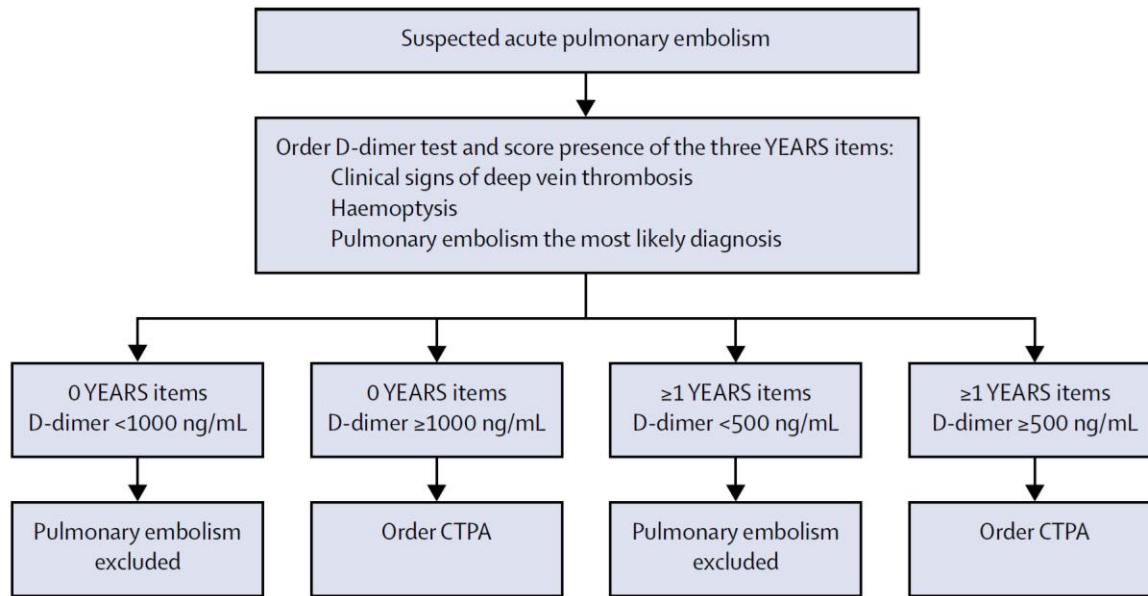 Suspected acute pulmonary embolism
Order D-dimer test and score presence of the three YEARS items:
Clinical signs of deep vein thrombosis
Haemoptysis
Pulmonary embolism the most likely diagnosis
0 YEARS items
D-dimer <1000 ng/mL
0 YEARS items
D-dimer ≥1000 ng/mL
≥1 YEARS items
D-dimer <500 ng/mL
≥1 YEARS items
D-dimer ≥500 ng/mL
Pulmonary embolism
excluded
Order CTPA
Pulmonary embolism
excluded
Order CTPA